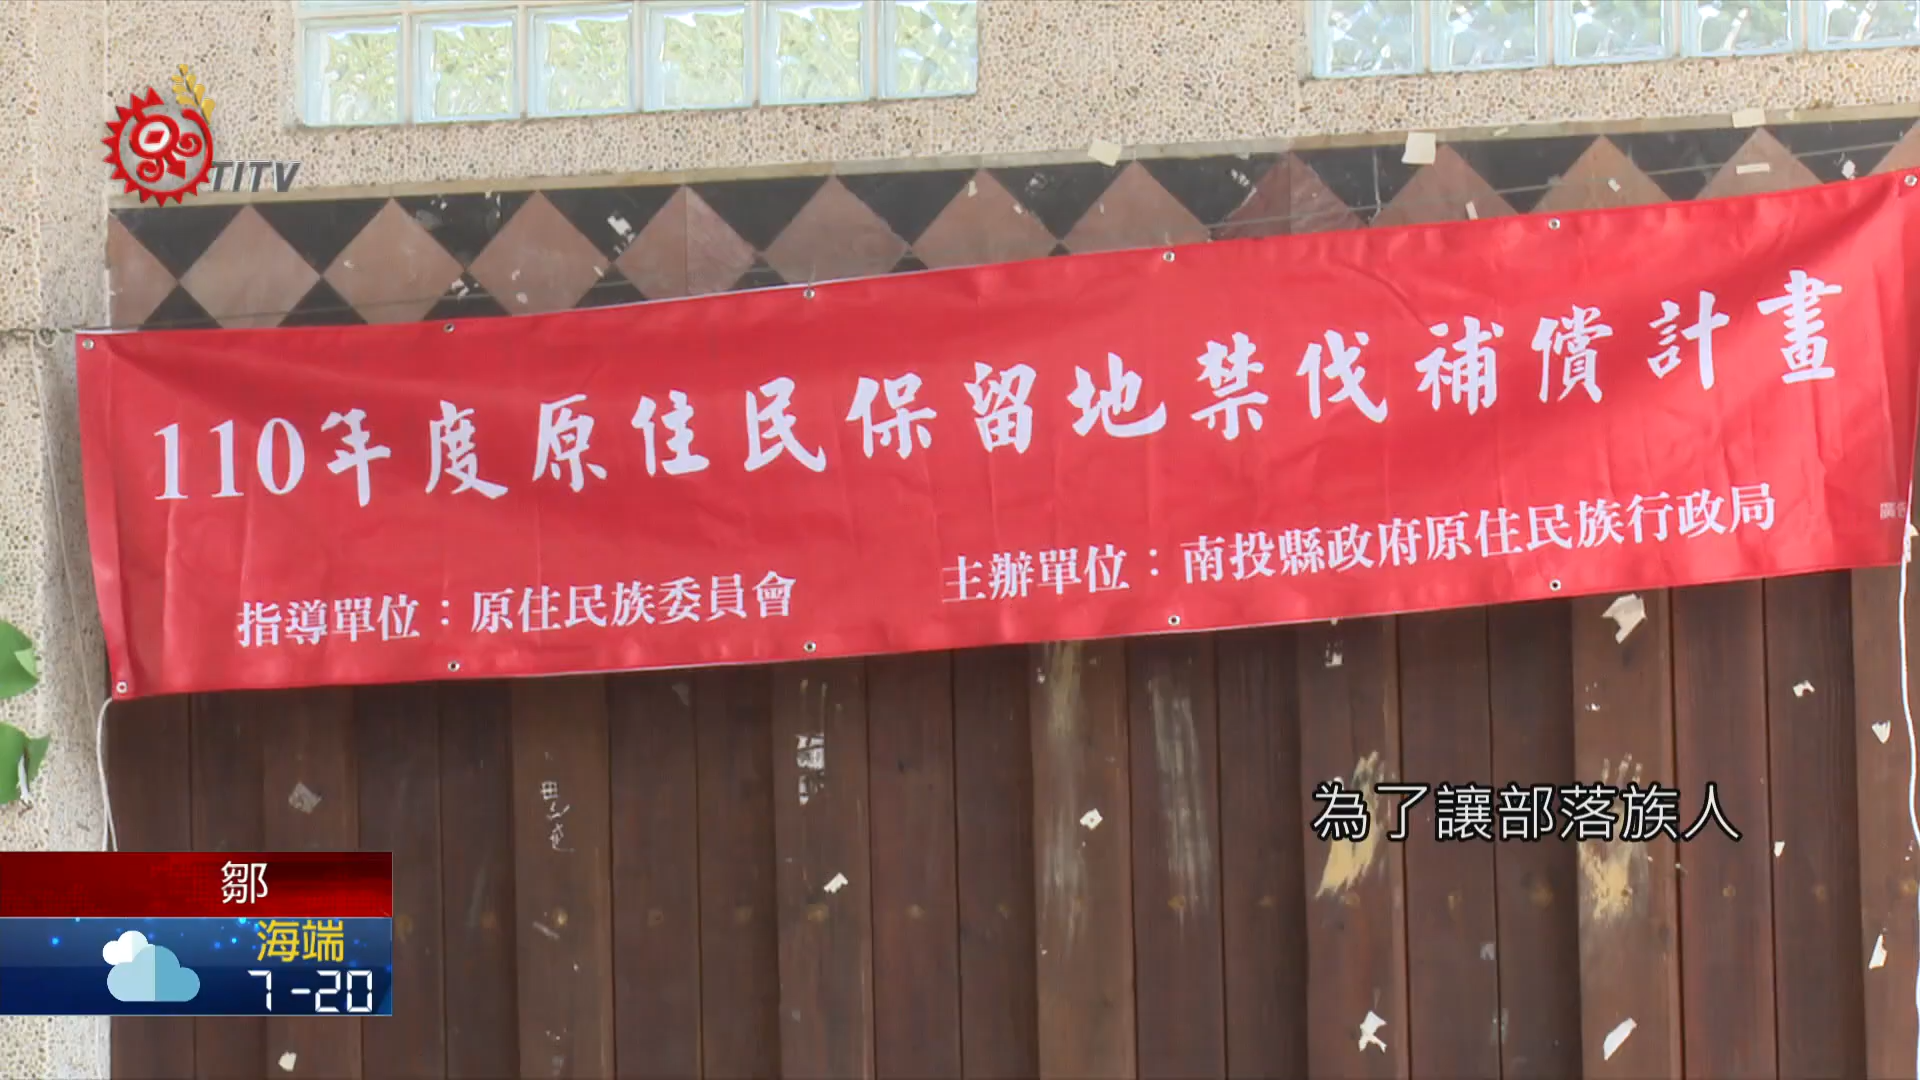 TITV
110年度原住民保留地禁伐補償計畫
指導單位：原住民族委員會
主辦單位：南投縣政府原住民族行政局
為了讓部落族人
鄒
海端
7-20